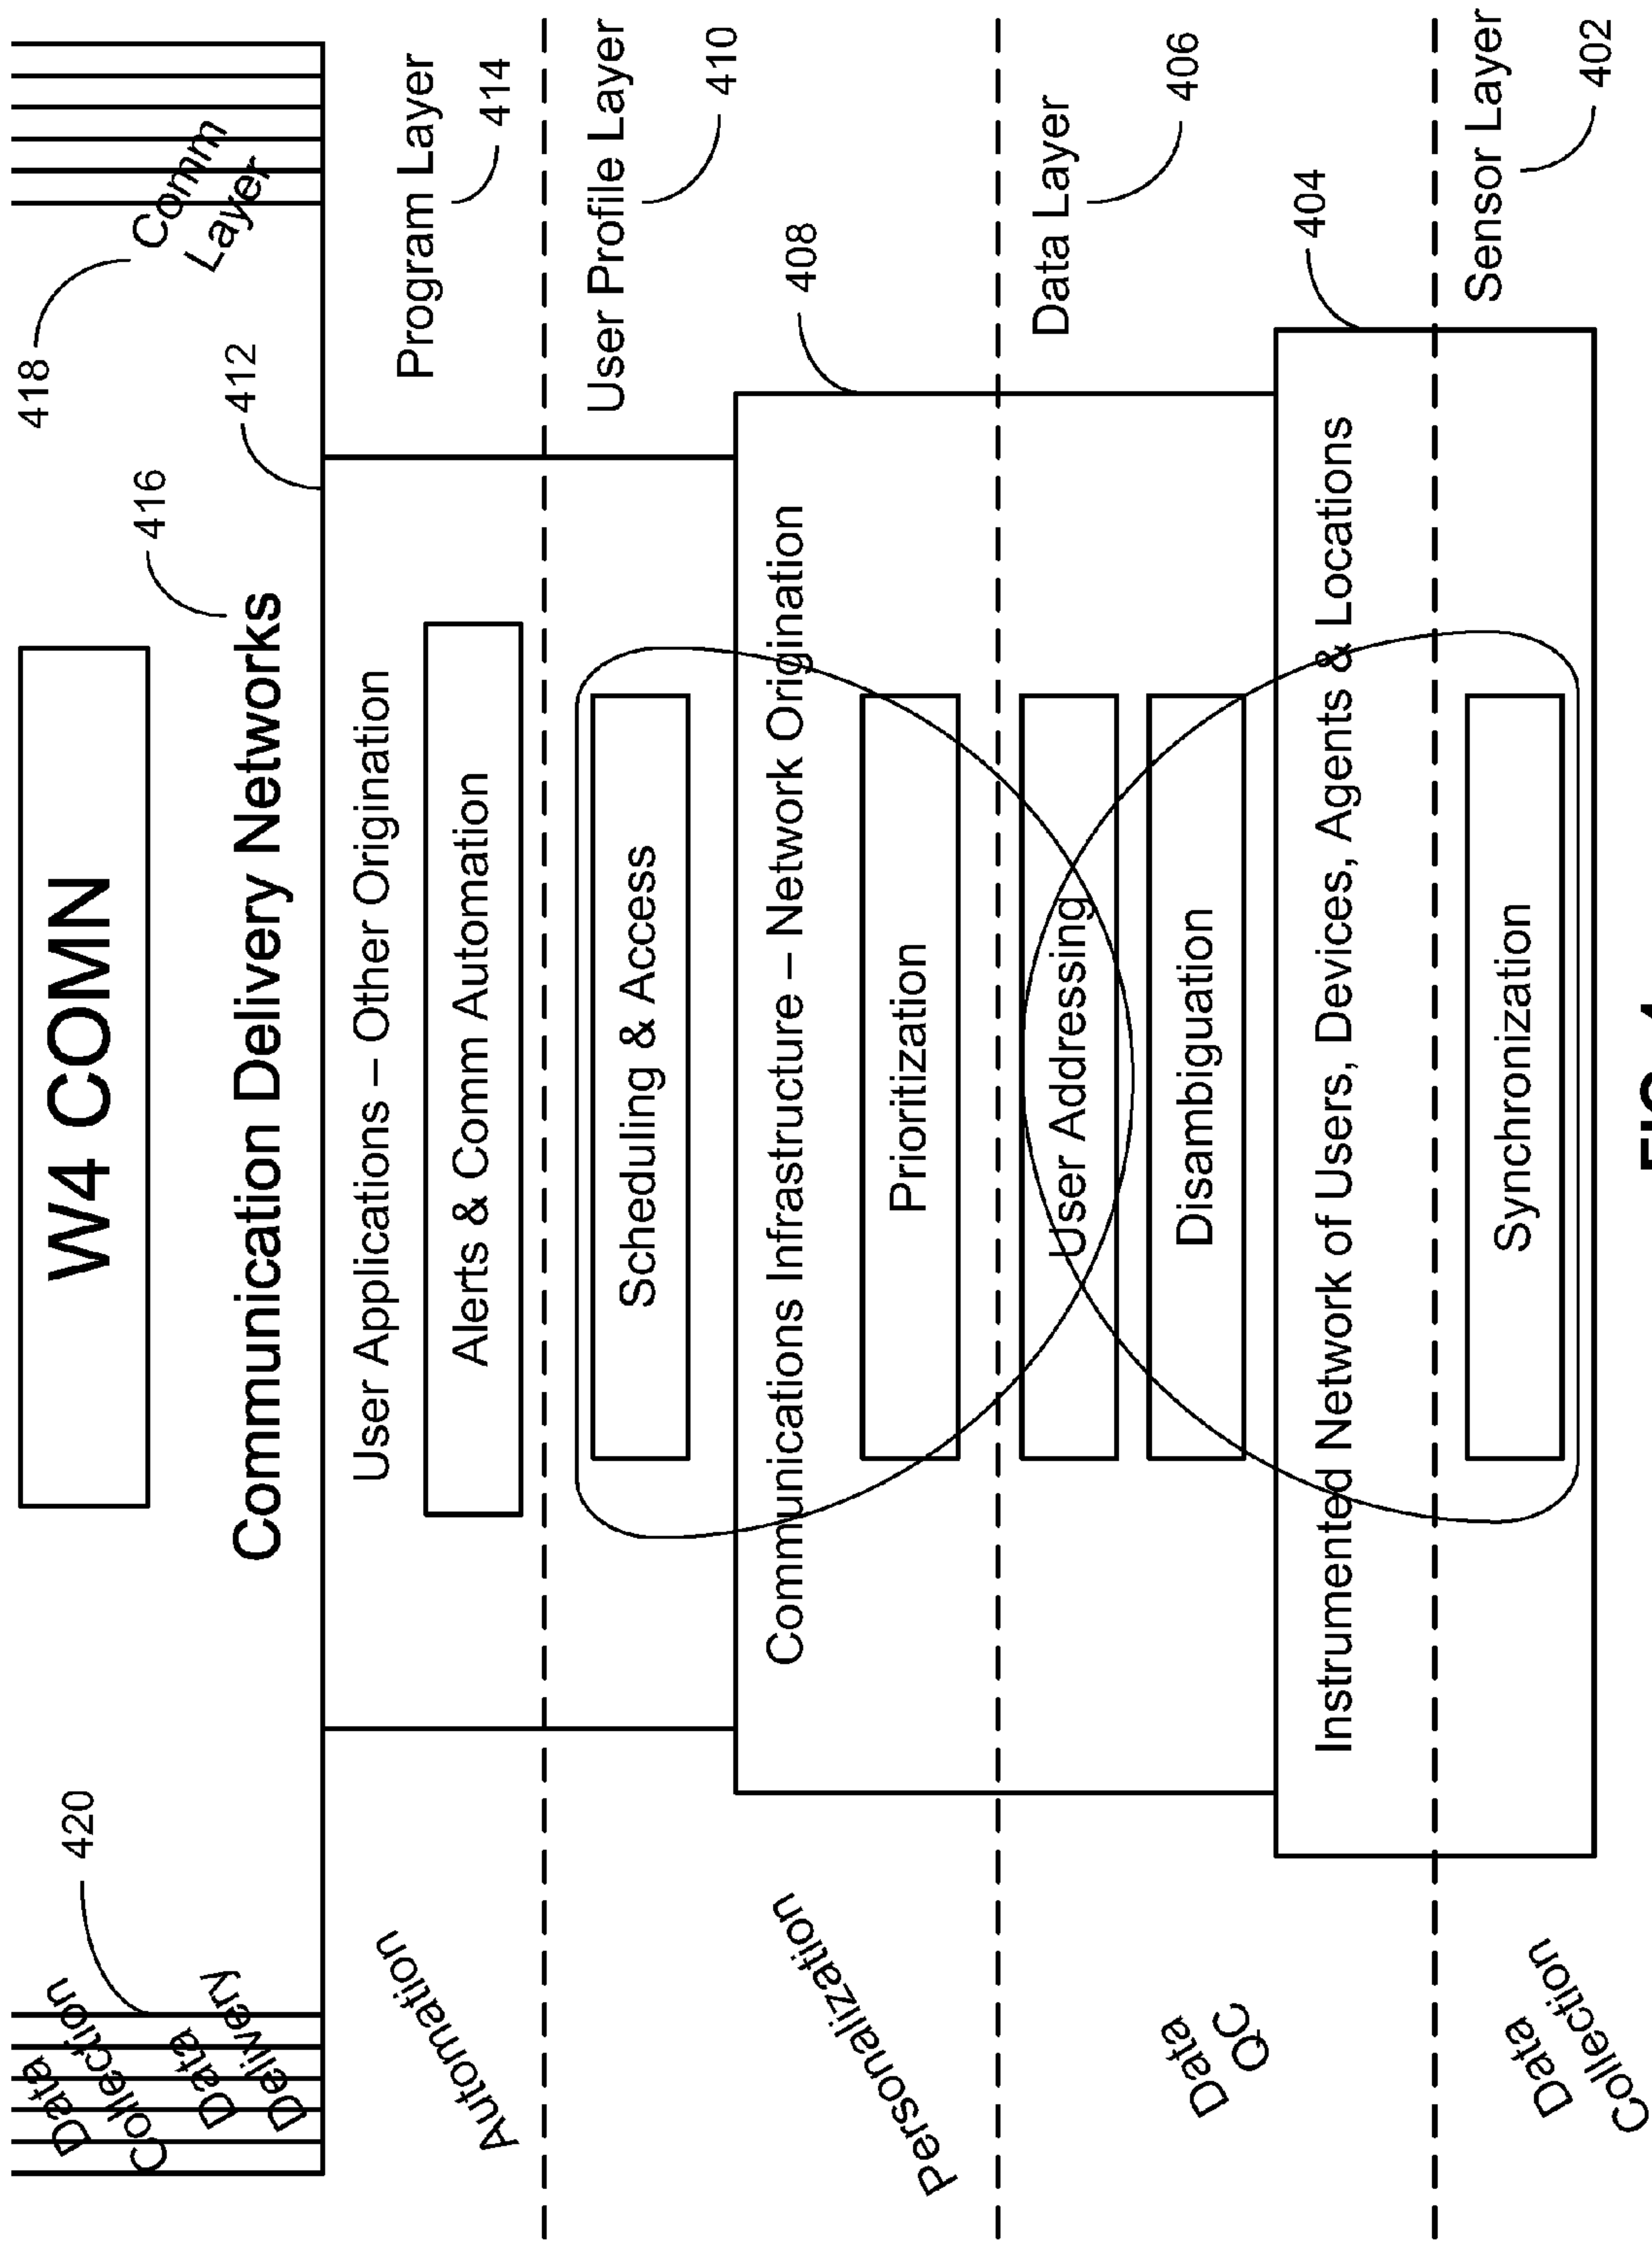 W4 COMN
Communication Delivery Networks
416
418
Comm
Layer
420
Data
Collection
Data
Delivery
412
User Applications – Other Origination
Alerts & Comm Automation
Automation
Program Layer
414
Scheduling & Access
User Profile Layer
410
Communications Infrastructure – Network Origination
408
Prioritization
Personalization
User Addressing
Disambiguation
Data
QC
Data Layer
406
Instrumented Network of Users, Devices, Agents & Locations
404
Synchronization
Data
Collection
Sensor Layer
402